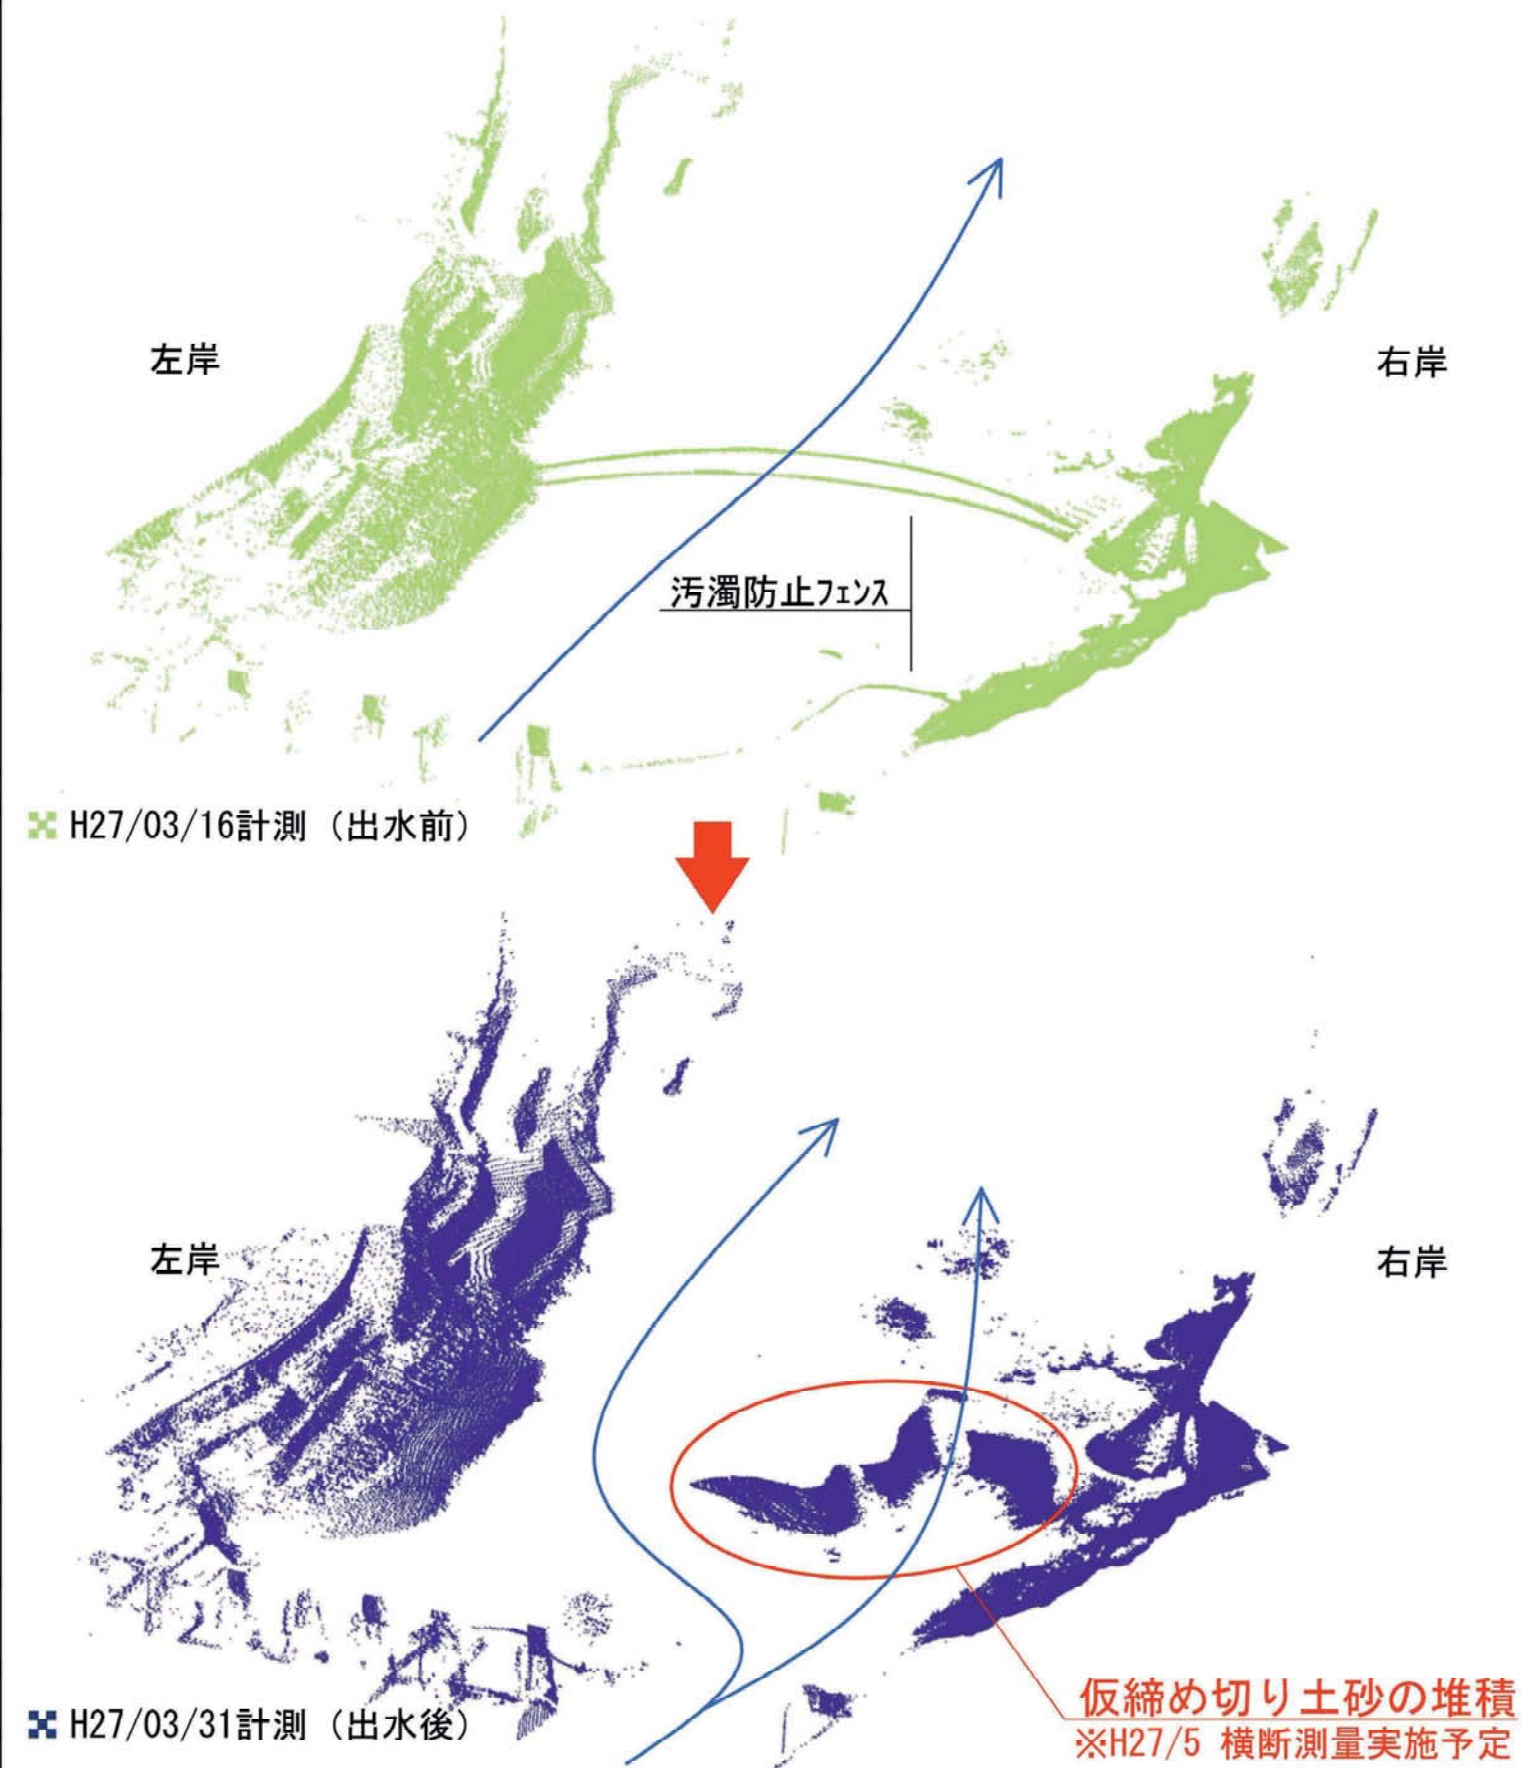 左岸
右岸
汚濁防止フェンス
H27/03/16計測（出水前）
左岸
右岸
H27/03/31計測（出水後）
仮締め切り土砂の堆積
※H27/5 横断測量実施予定